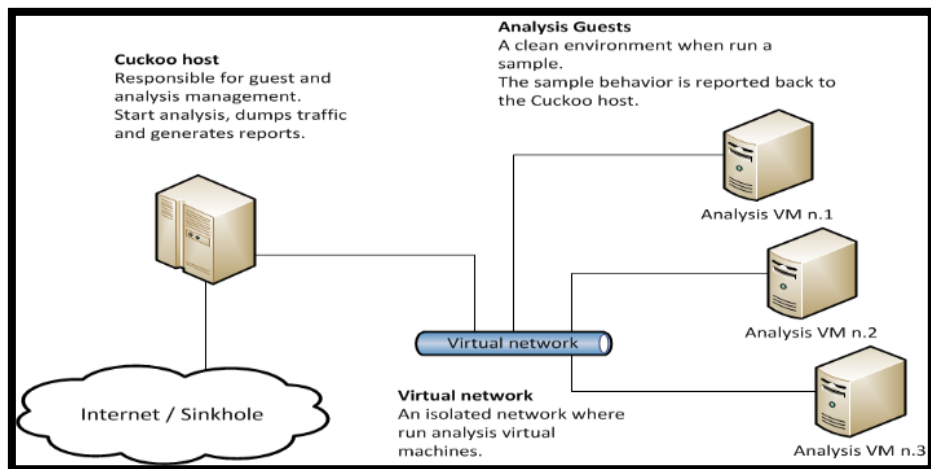 Cuckoo host
Responsible for guest and
analysis management.
Start analysis, dumps traffic
and generates reports.
Analysis Guests
A clean environment when run a
sample.
The sample behavior is reported back to
the Cuckoo host.
Analysis VM n.1
Analysis VM n.2
Virtual network
Analysis VM n.3
Internet / Sinkhole
Virtual network
An isolated network where
run analysis virtual
machines.